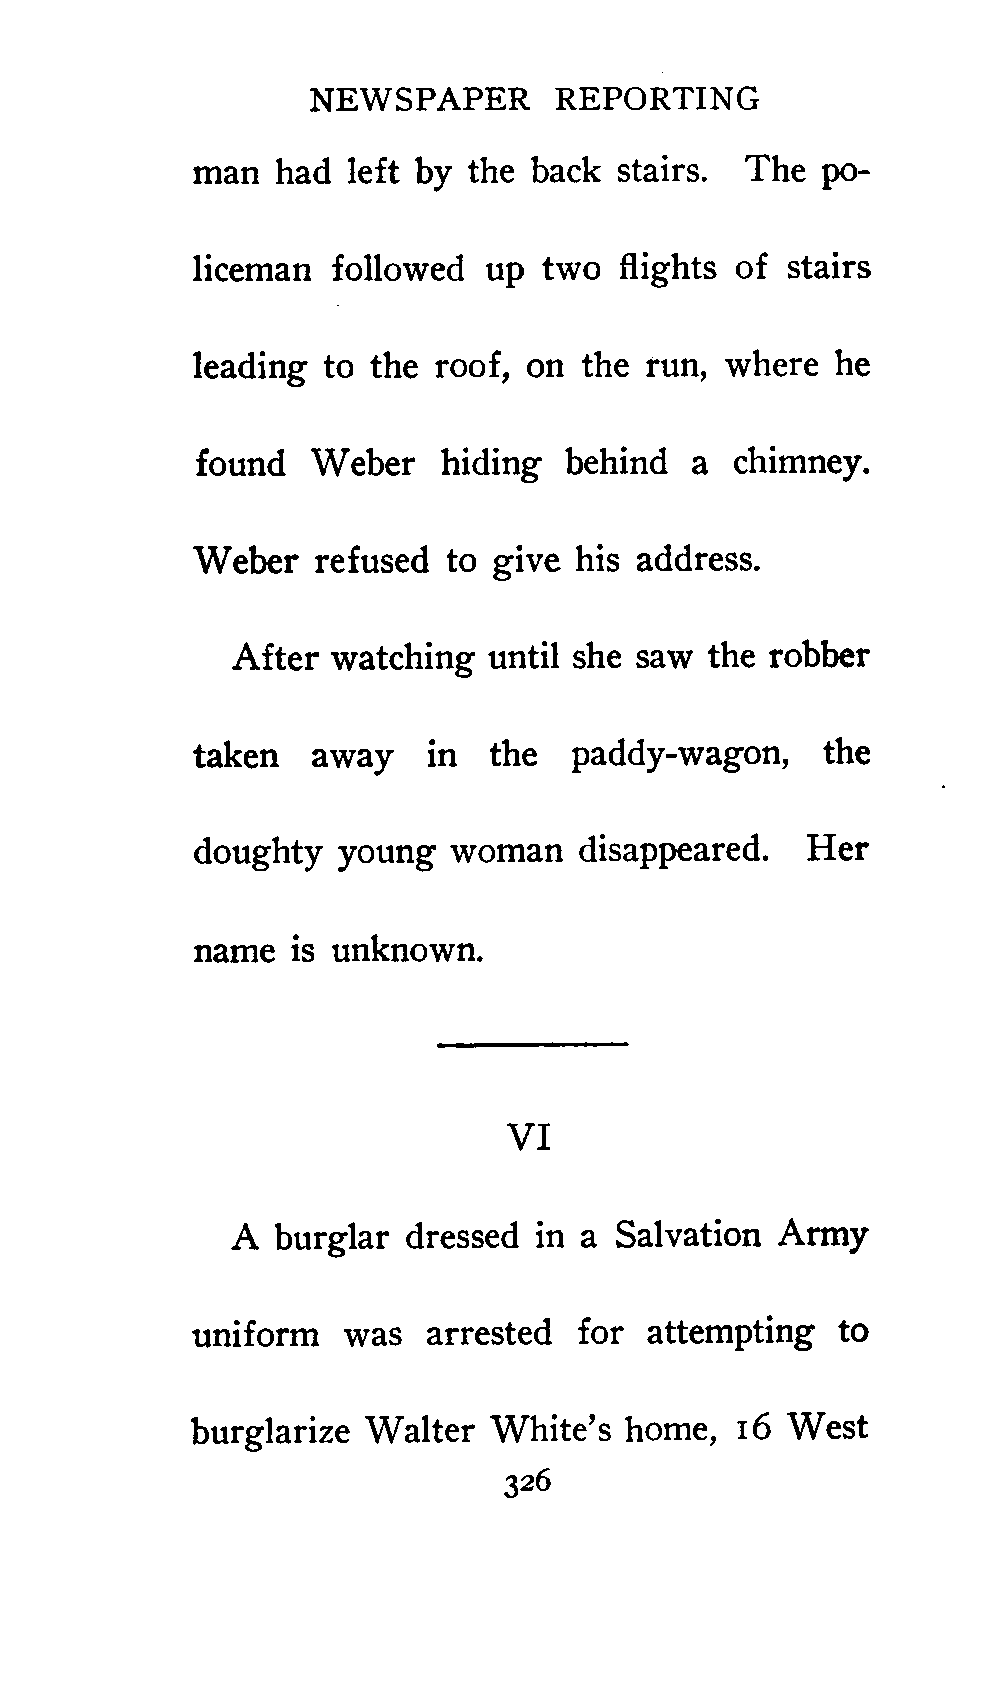 NEWSPAPER REPORTING
man had left by the back stairs. The po-
liceman followed up two flights of stairs
leading to the roof, on the run, where he
found Weber hiding behind a chimney.
Weber refused to give his address.
After watching until she saw the robber
taken away in the paddy-wagon, the
doughty young woman disappeared. Her
name is unknown.
VI
A burglar dressed in a Salvation Army
uniform was arrested for attempting to
burglarize Walter White's home, 16 West
326